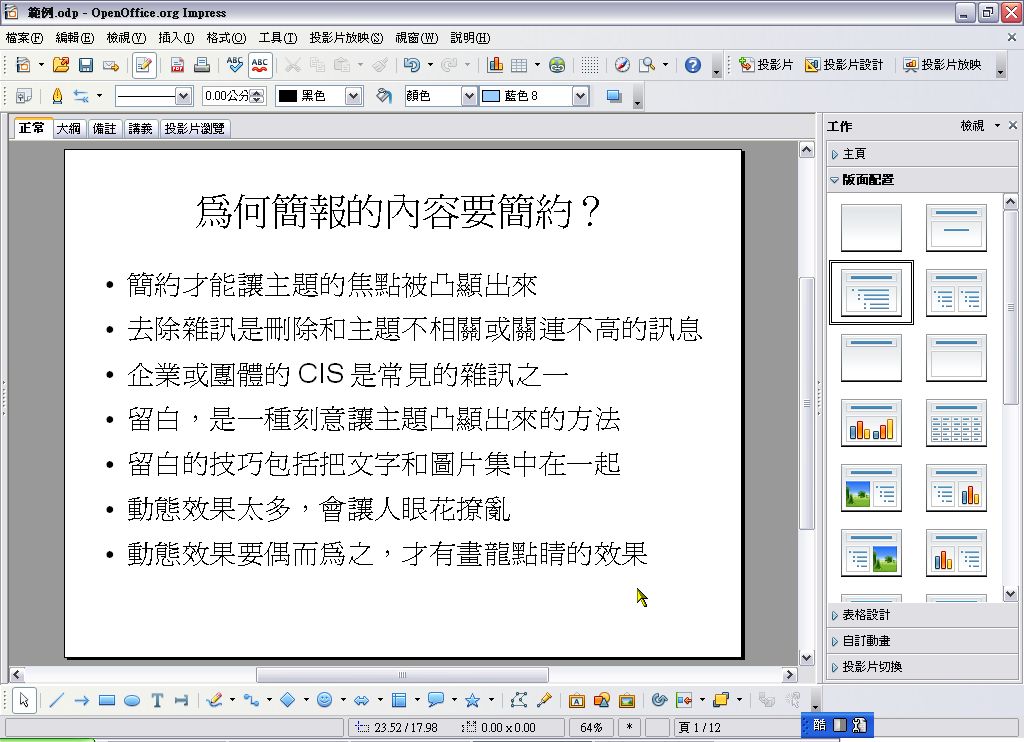 範例.odp - OpenOffice.org Impress
檔案(F) 編輯(E) 檢視(V) 插入(I) 格式(O) 工具(T) 投影片放映(S) 視窗(W) 說明(H)
ABC ABC 投影片 投影片設計 投影片放映
0.00公分 黑色 顏色 藍色 8
正常 大綱 備註 講義 投影片瀏覽
工作 檢視
主頁
版面配置
為何簡報的內容要簡約？
• 簡約才能讓主題的焦點被凸顯出來
• 去除雜訊是刪除和主題不相關或關連不高的訊息
• 企業或團體的 CIS 是常見的雜訊之一
• 留白，是一種刻意讓主題凸顯出來的方法
• 留白的技巧包括把文字和圖片集中在一起
• 動態效果太多，會讓人眼花撩亂
• 動態效果要偶而為之，才有畫龍點睛的效果
表格設計
自訂動畫
投影片切換
23.52 / 17.98 0.00 x 0.00 64% * 頁 1 / 12
酷